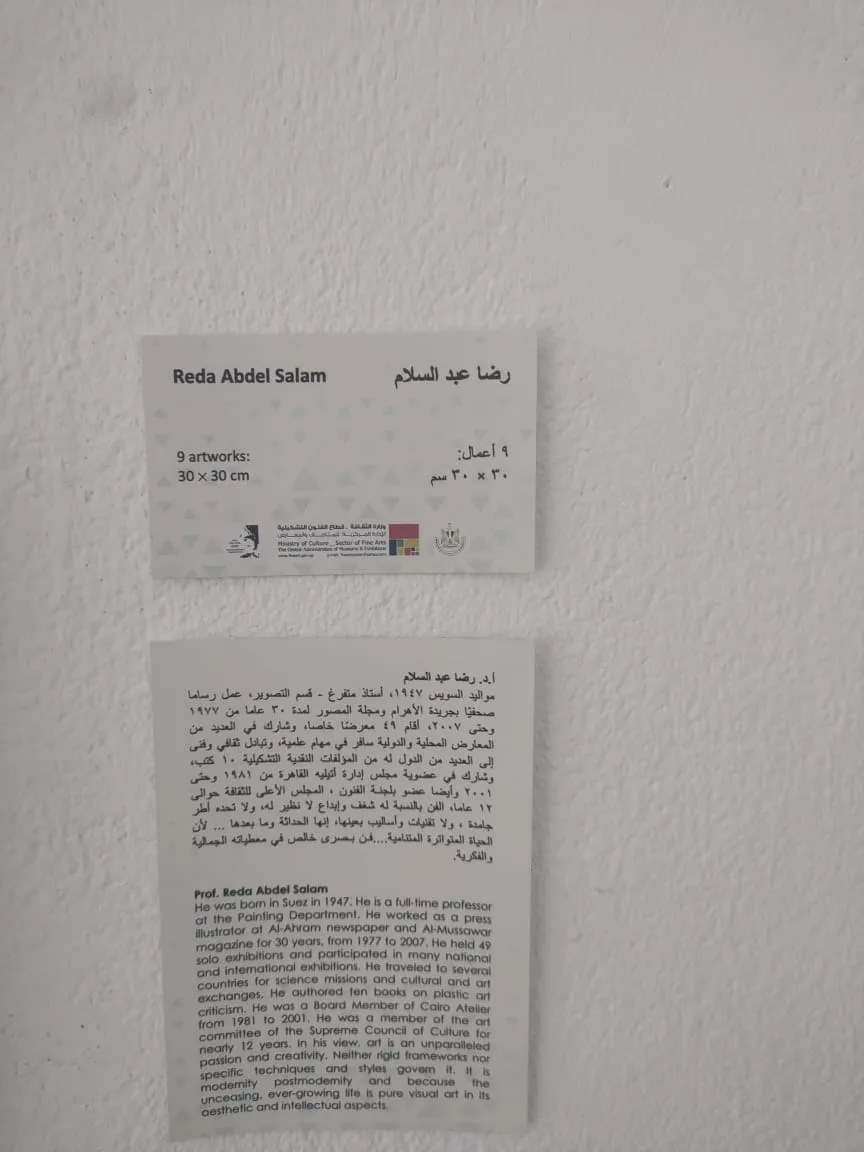 Reda Abdel Salam
رضا عبد السلام
9 artworks:
30 × 30 cm
٩ أعمال:
٣٠ × ٣٠ سم
وزارة الثقافة _ قطاع الفنون التشكيلية
الإدارة المركزية للمتاحف والمعارض
Ministry of Culture _ Sector of Fine Arts
The Global Administration of Museums & Exhibitions
أ.د. رضا عبد السلام
مواليد السويس ١٩٤٧، أستاذ متفرغ - قسم التصوير، عمل رساما
صحفيًا بجريدة الأهرام ومجلة المصور لمدة ٣٠ عاما من ١٩٧٧
وحتى ٢٠٠٧، أقام ٤٩ معرضًا خاصا، وشارك في العديد من
المعارض المحلية والدولية سافر في مهام علمية، وتبادل ثقافي وفنى
إلى العديد من الدول له من المؤلفات النقدية التشكيلية ١٠ كتب،
وشارك في عضوية مجلس إدارة أتيليه القاهرة من ١٩٨١ وحتى
٢٠٠١ وأيضا عضو بلجنة الفنون ، المجلس الأعلى للثقافة حوالى
١٢ عاما، الفن بالنسبة له شغف وإبداع لا نظير له، ولا تحده أطر
جامدة ، ولا تقنيات وأساليب بعينها، إنها الحداثة وما بعدها ... لأن
الحياة المتواترة المتنامية....فن بصرى خالص في معطياته الجمالية
والفكرية.
Prof. Reda Abdel Salam
He was born in Suez in 1947. He is a full-time professor
at the Painting Department. He worked as a press
illustrator at Al-Ahram newspaper and Al-Mussawar
magazine for 30 years, from 1977 to 2007. He held 49
solo exhibitions and participated in many national
and international exhibitions. He traveled to several
countries for science missions and cultural and art
exchanges. He authored ten books on plastic art
criticism. He was a Board Member of Cairo Atelier
from 1981 to 2001. He was a member of the art
committee of the Supreme Council of Culture for
nearly 12 years. In his view, art is an unparalleled
passion and creativity. Neither rigid frameworks nor
specific techniques and styles govern it. It is
modernity postmodernity and because the
unceasing, ever-growing life is pure visual art in its
aesthetic and intellectual aspects.